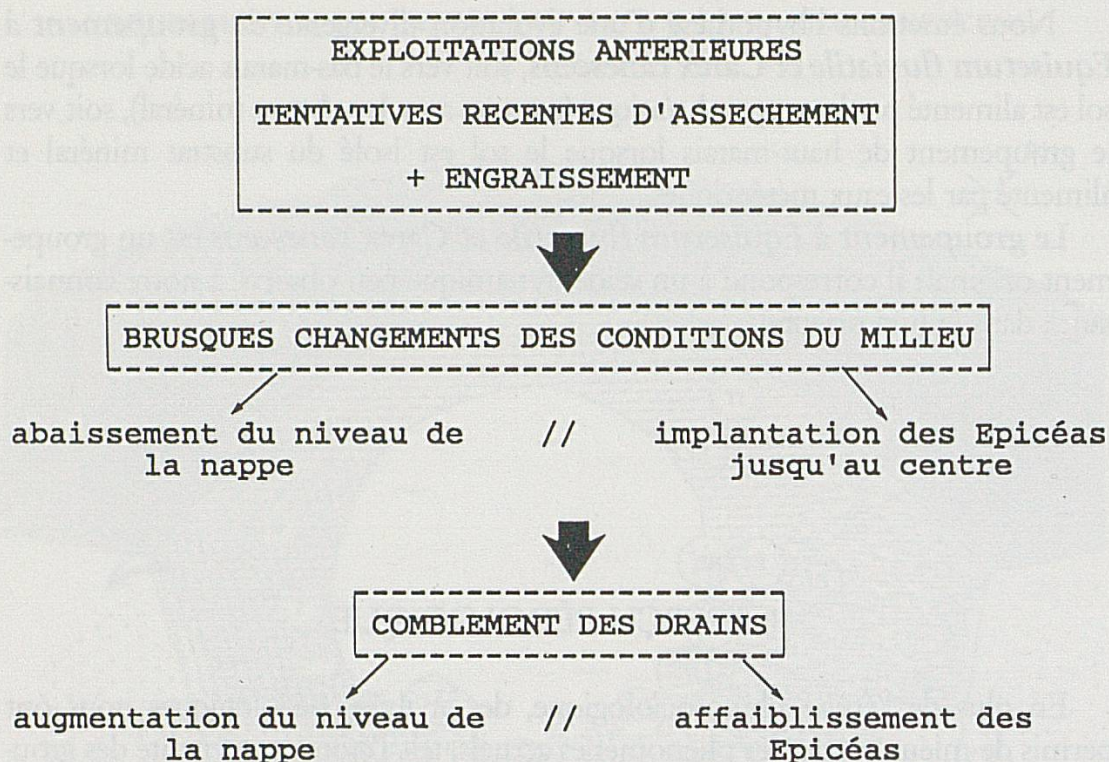 EXPLOITATIONS ANTERIEURES
TENTATIVES RECENTES D'ASSECHEMENT
+ ENGRAISSEMENT
BRUSQUES CHANGEMENTS DES CONDITIONS DU MILIEU
abaissement du niveau de // implantation des Epicéas
la nappe jusqu'au centre
COMBLEMENT DES DRAINS
augmentation du niveau de // affaiblissement des
la nappe Epicéas